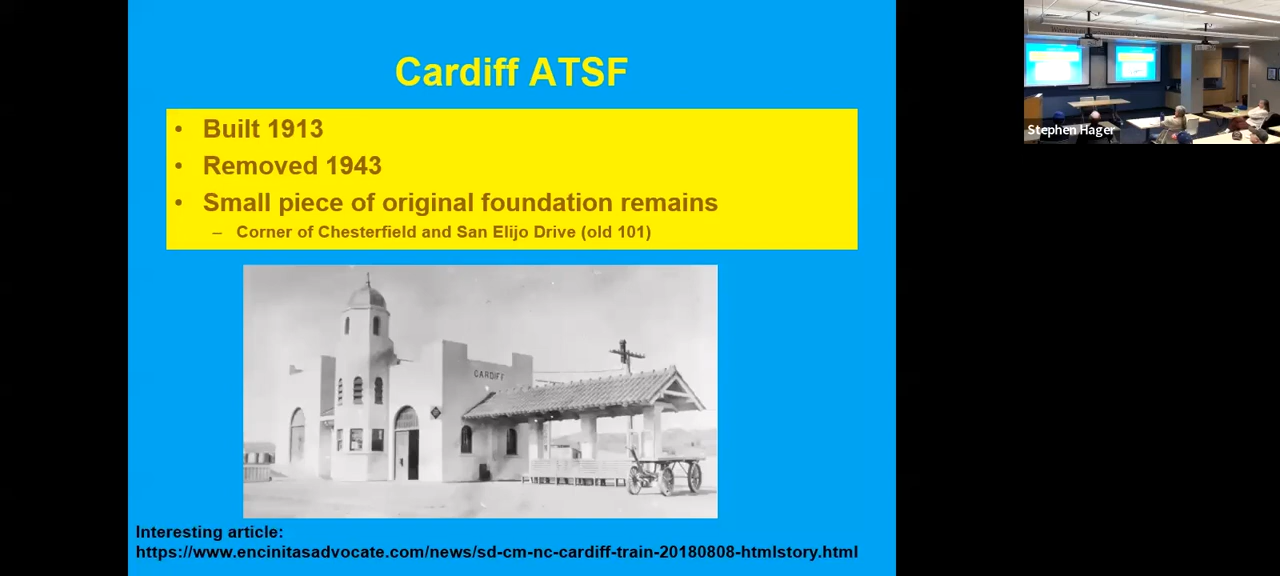 Cardiff ATSF
• Built 1913
• Removed 1943
• Small piece of original foundation remains
– Corner of Chesterfield and San Elijo Drive (old 101)
CARDIFF
Interesting article:
https://www.encinitasadvocate.com/news/sd-cm-nc-cardiff-train-20180808-htmlstory.html
Stephen Hager